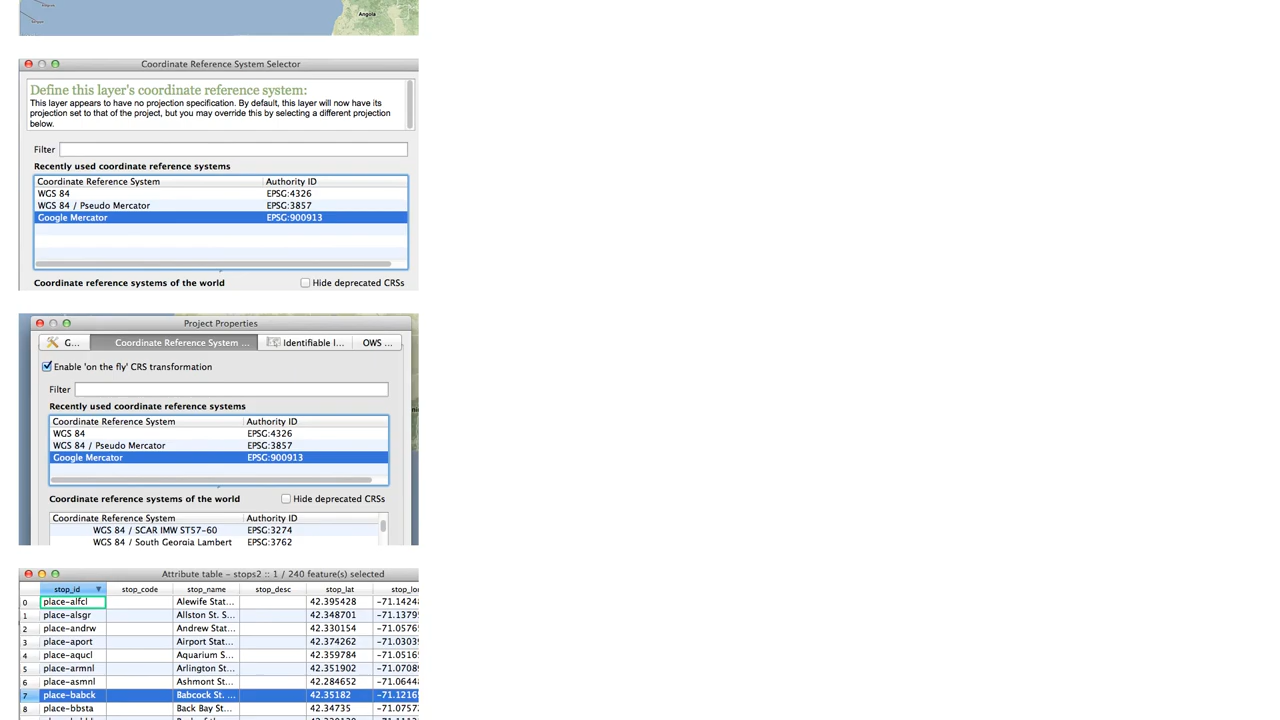 Angola
Coordinate Reference System Selector
Define this layer's coordinate reference system:
This layer appears to have no projection specification. By default, this layer will now have its
projection set to that of the project, but you may override this by selecting a different projection
below.
Filter
Recently used coordinate reference systems
Coordinate Reference System Authority ID
WGS 84 EPSG:4326
WGS 84 / Pseudo Mercator EPSG:3857
Google Mercator EPSG:900913
Coordinate reference systems of the world Hide deprecated CRSs
Project Properties
G... Coordinate Reference System ... Identifiable l... OWS ...
Enable 'on the fly' CRS transformation
Filter
Recently used coordinate reference systems
Coordinate Reference System Authority ID
WGS 84 EPSG:4326
WGS 84 / Pseudo Mercator EPSG:3857
Google Mercator EPSG:900913
Coordinate reference systems of the world Hide deprecated CRSs
Coordinate Reference System Authority ID
WGS 84 / SCAR IMW ST57-60 EPSG:3274
WGS 84 / South Georgia Lambert EPSG:3762
Attribute table - stops2 :: 1 / 240 feature(s) selected
stop_id stop_code stop_name stop_desc stop_lat stop_lo
0 place-alfcl Alewife Stat... 42.395428 -71.14248
1 place-alsgr Allston St. S... 42.348701 -71.13795
2 place-andrw Andrew Stat... 42.330154 -71.05765
3 place-aport Airport Stat... 42.374262 -71.03039
4 place-aqucl Aquarium S... 42.359784 -71.05165
5 place-armnl Arlington St... 42.351902 -71.07089
6 place-asmnl Ashmont St... 42.284652 -71.06448
7 place-babck Babcock St. ... 42.35182 -71.12165
8 place-bbsta Back Bay St... 42.34735 -71.07572